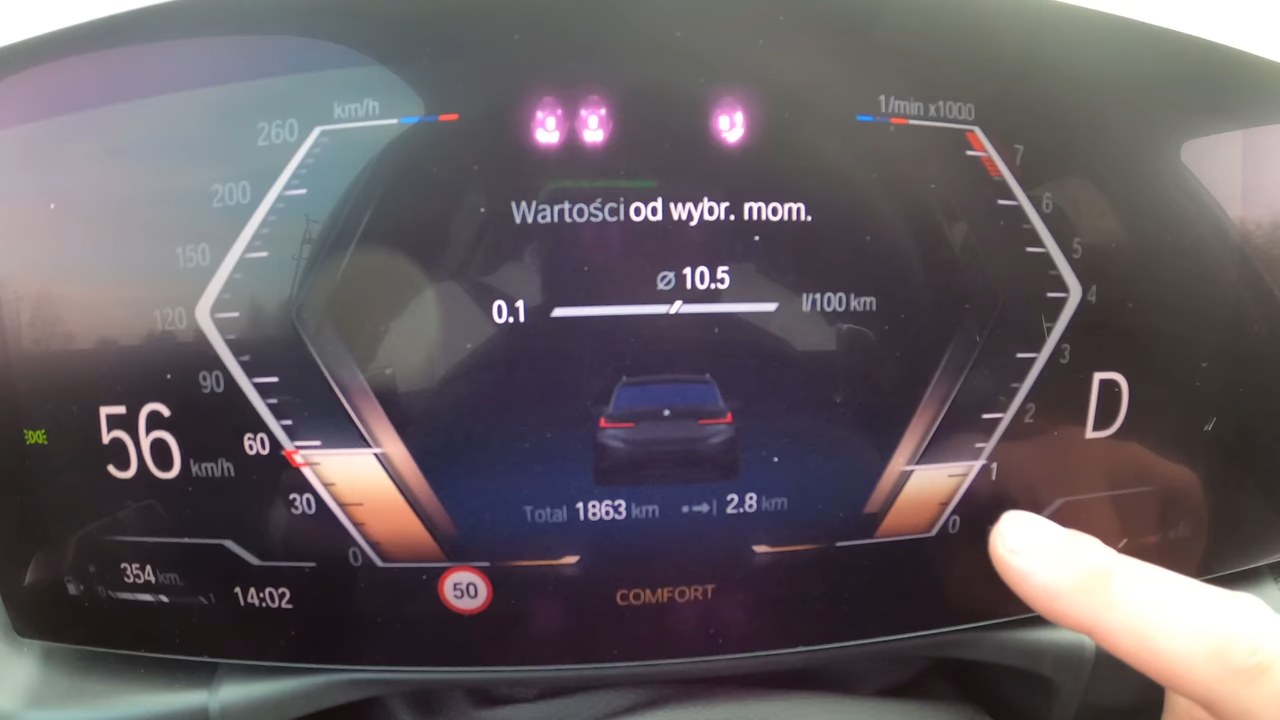 km/h
1/min x1000
260
200
150
120
90
60
30
0
7
6
5
4
3
2
1
0
Wartości od wybr. mom.
Ø 10.5
0.1
l/100 km
56 km/h
D
Total 1863 km
2.8 km
354 km
14:02
50
COMFORT